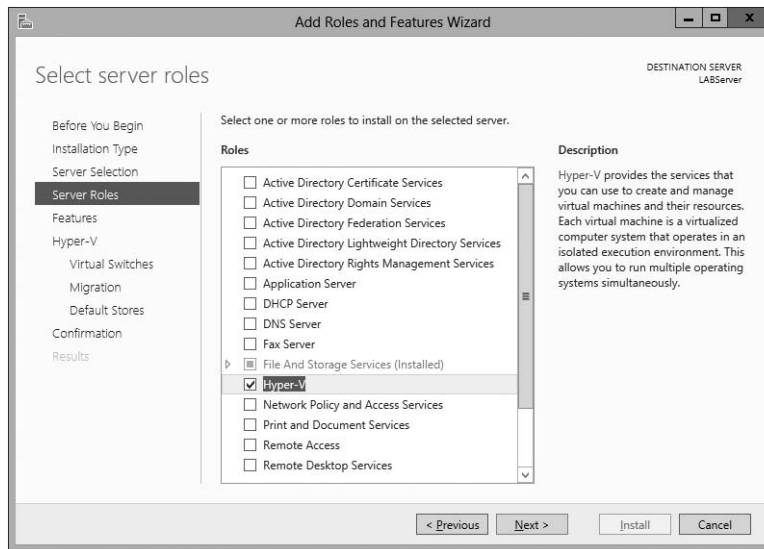 Add Roles and Features Wizard
Select server roles
DESTINATION SERVER
LABServer
Before You Begin
Installation Type
Server Selection
Server Roles
Features
Hyper-V
Virtual Switches
Migration
Default Stores
Confirmation
Results
Select one or more roles to install on the selected server.
Roles
Active Directory Certificate Services
Active Directory Domain Services
Active Directory Federation Services
Active Directory Lightweight Directory Services
Active Directory Rights Management Services
Application Server
DHCP Server
DNS Server
Fax Server
File And Storage Services (Installed)
Hyper-V
Network Policy and Access Services
Print and Document Services
Remote Access
Remote Desktop Services
Description
Hyper-V provides the services that
you can use to create and manage
virtual machines and their resources.
Each virtual machine is a virtualized
computer system that operates in an
isolated execution environment. This
allows you to run multiple operating
systems simultaneously.
< Previous
Next >
Install
Cancel